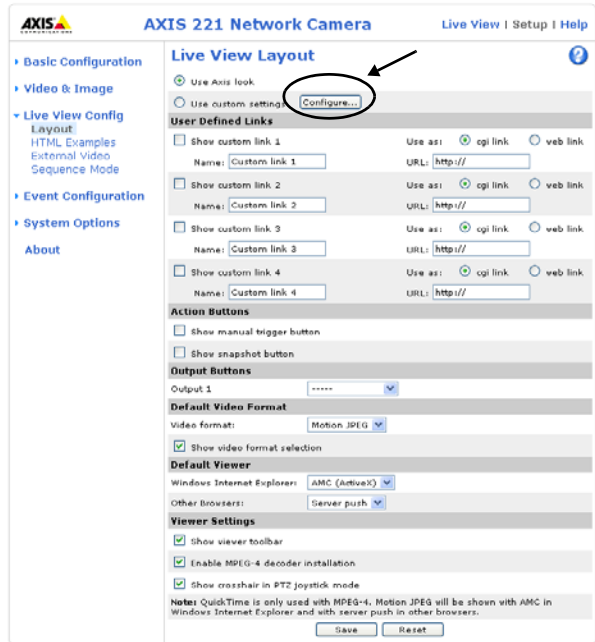 AXIS
COMMUNICATIONS
AXIS 221 Network Camera
Live View | Setup | Help
Basic Configuration
Video & Image
Live View Config
Layout
HTML Examples
External Video
Sequence Mode
Event Configuration
System Options
About
Live View Layout
Use Axis look
Use custom settings Configure...
User Defined Links
Show custom link 1 Use as: cgi link web link
Name: Custom link 1 URL: http://
Show custom link 2 Use as: cgi link web link
Name: Custom link 2 URL: http://
Show custom link 3 Use as: cgi link web link
Name: Custom link 3 URL: http://
Show custom link 4 Use as: cgi link web link
Name: Custom link 4 URL: http://
Action Buttons
Show manual trigger button
Show snapshot button
Output Buttons
Output 1 -----
Default Video Format
Video format: Motion JPEG
Show video format selection
Default Viewer
Windows Internet Explorer: AMC (ActiveX)
Other Browsers: Server push
Viewer Settings
Show viewer toolbar
Enable MPEG-4 decoder installation
Show crosshair in PTZ joystick mode
Note: QuickTime is only used with MPEG-4. Motion JPEG will be shown with AMC in
Windows Internet Explorer and with server push in other browsers.
Save Reset